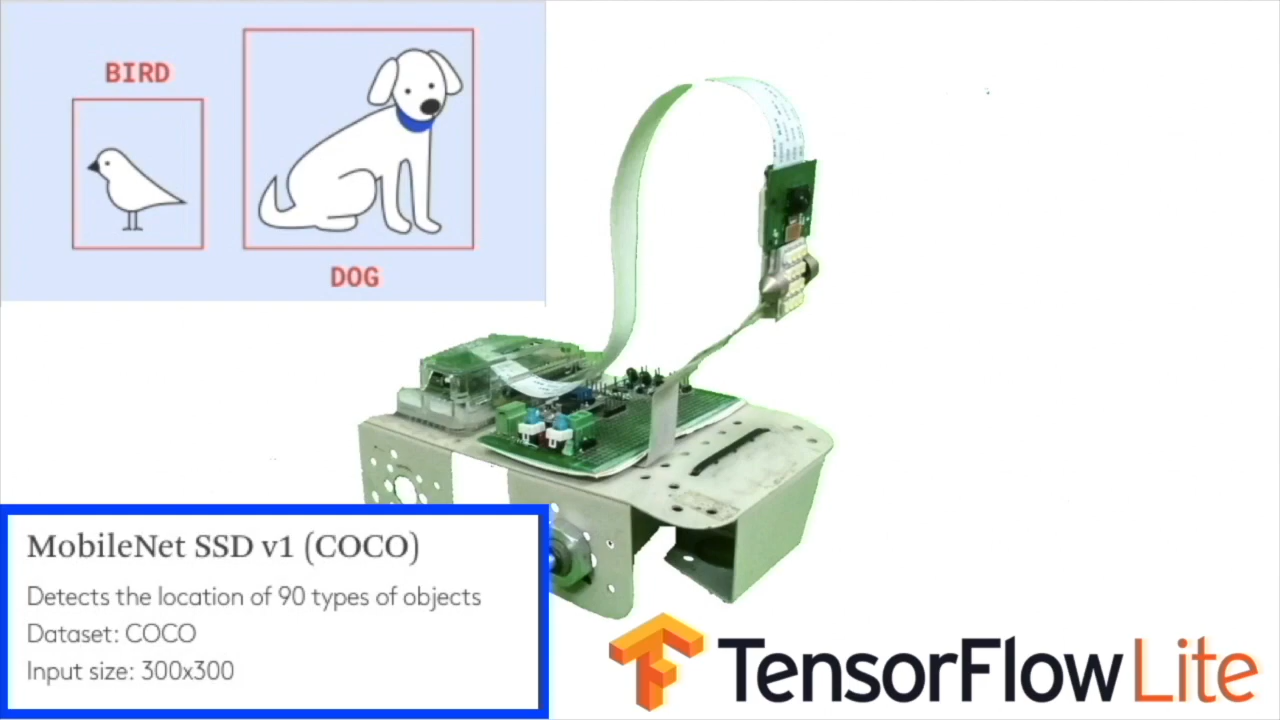 BIRD
DOG
MobileNet SSD v1 (COCO)
Detects the location of 90 types of objects
Dataset: COCO
Input size: 300x300
TensorFlow Lite